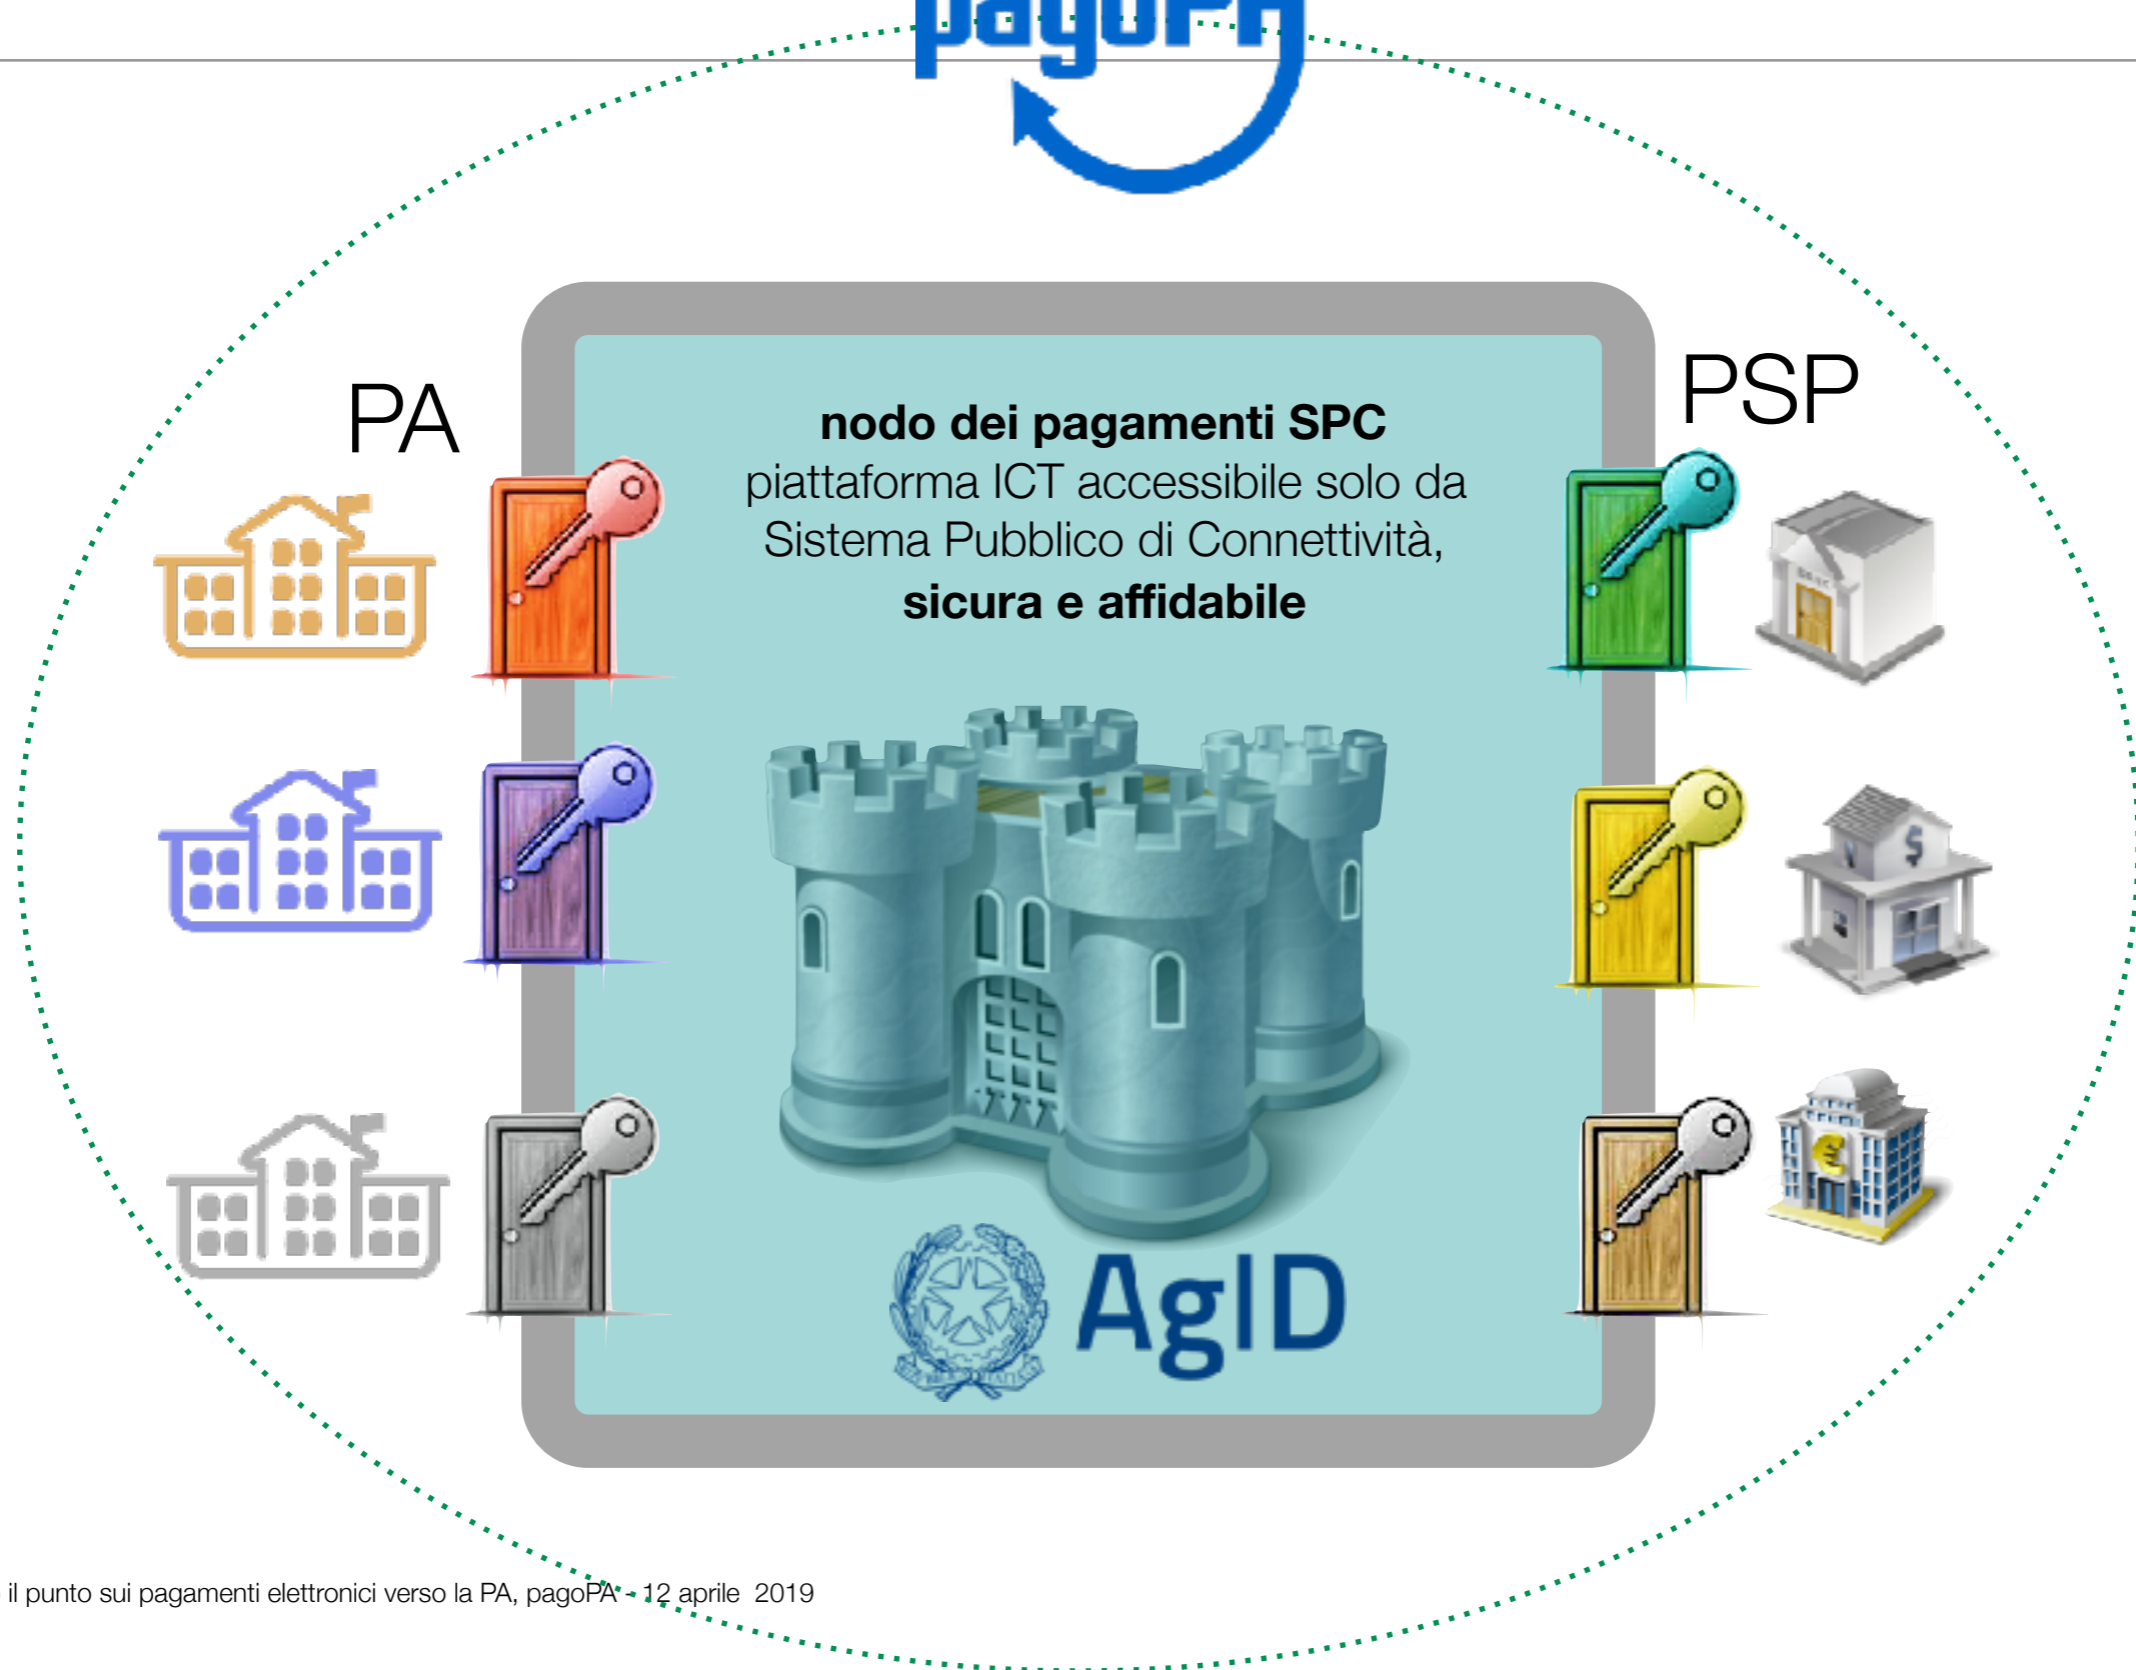 pagoPA
PA
PSP
nodo dei pagamenti SPC
piattaforma ICT accessibile solo da
Sistema Pubblico di Connettività,
sicura e affidabile
€
$
AgID
il punto sui pagamenti elettronici verso la PA, pagoPA - 12 aprile 2019